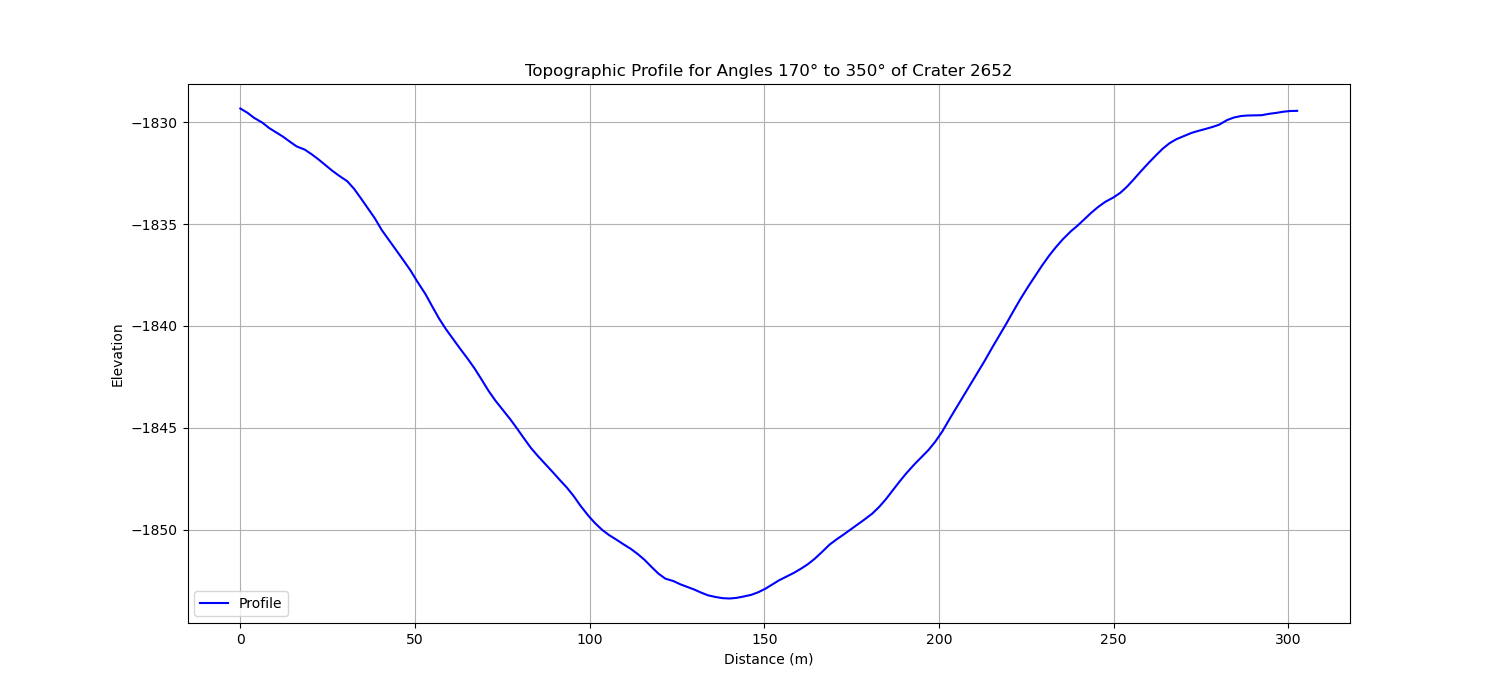 Topographic Profile for Angles 170° to 350° of Crater 2652
Elevation
−1830
−1835
−1840
−1845
−1850
Profile
0 50 100 150 200 250 300
Distance (m)